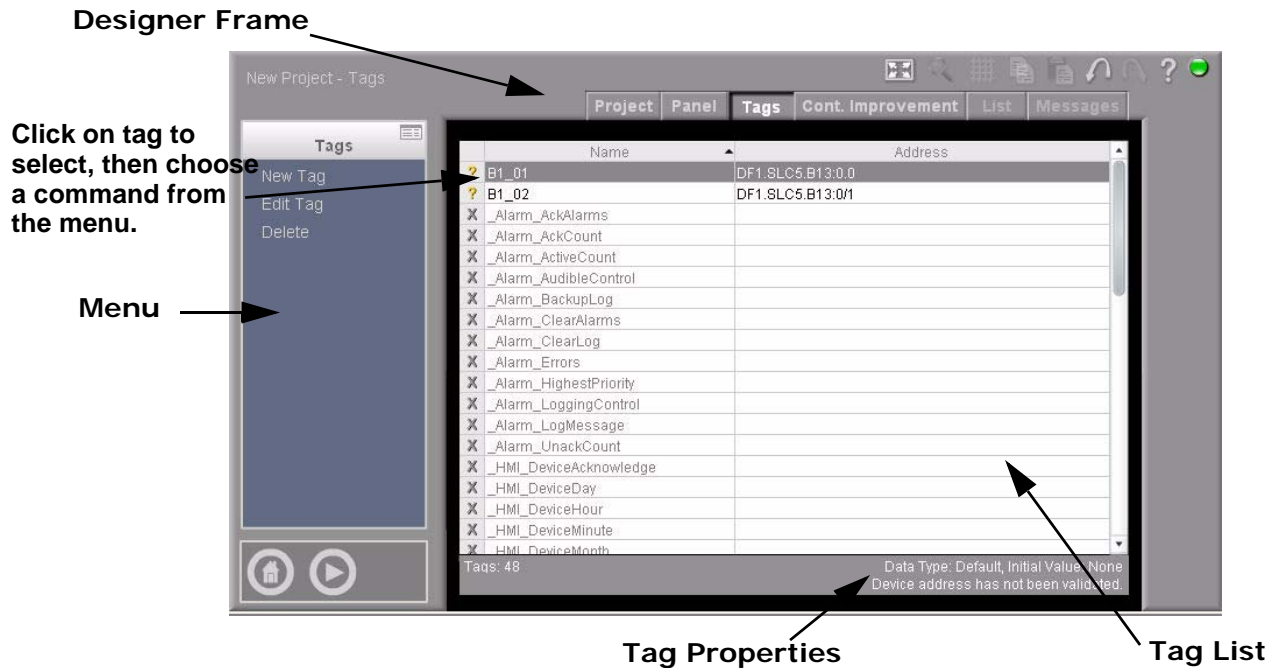 Designer Frame
New Project - Tags
?
Project Panel Tags Cont. Improvement List Messages
Click on tag to
select, then choose
a command from
the menu.
Tags
New Tag
Edit Tag
Delete
Menu
Name Address
? B1_01 DF1.SLC5.B13:0.0
? B1_02 DF1.SLC5.B13:0/1
X _Alarm_AckAlarms
X _Alarm_AckCount
X _Alarm_ActiveCount
X _Alarm_AudibleControl
X _Alarm_BackupLog
X _Alarm_ClearAlarms
X _Alarm_ClearLog
X _Alarm_Errors
X _Alarm_HighestPriority
X _Alarm_LoggingControl
X _Alarm_LogMessage
X _Alarm_UnackCount
X _HMI_DeviceAcknowledge
X _HMI_DeviceDay
X _HMI_DeviceHour
X _HMI_DeviceMinute
X _HMI_DeviceMonth
Tags: 48
Data Type: Default, Initial Value: None
Device address has not been validated.
Tag Properties
Tag List